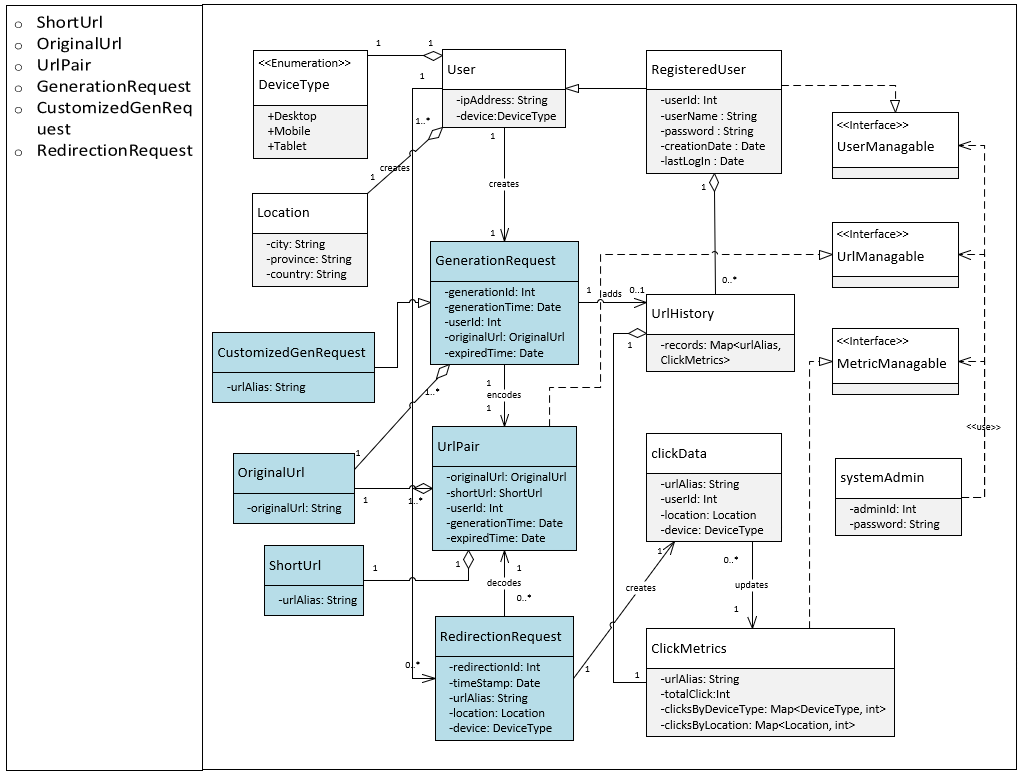 ShortUrl
OriginalUrl
UrlPair
GenerationRequest
CustomizedGenReq
uest
RedirectionRequest
<<Enumeration>>
DeviceType
+Desktop
+Mobile
+Tablet
1
1
User
-ipAddress: String
-device:DeviceType
1
1..*
1
creates
1
Location
-city: String
-province: String
-country: String
creates
1
RegisteredUser
-userId: Int
-userName : String
-password : String
-creationDate : Date
-lastLogIn : Date
1
0..*
<<Interface>>
UserManagable
<<Interface>>
UrlManagable
<<Interface>>
MetricManagable
<<use>>
systemAdmin
-adminId: Int
-password: String
GenerationRequest
-generationId: Int
-generationTime: Date
-userId: Int
-originalUrl: OriginalUrl
-expiredTime: Date
1
adds
0..1
UrlHistory
-records: Map<urlAlias,
ClickMetrics>
1
CustomizedGenRequest
-urlAlias: String
1..*
1
encodes
1
UrlPair
-originalUrl: OriginalUrl
-shortUrl: ShortUrl
-userId: Int
-generationTime: Date
-expiredTime: Date
1
OriginalUrl
-originalUrl: String
1
1..*
ShortUrl
-urlAlias: String
1
1
1
decodes
0..*
RedirectionRequest
-redirectionId: Int
-timeStamp: Date
-urlAlias: String
-location: Location
-device: DeviceType
0..*
1
creates
1
clickData
-urlAlias: String
-userId: Int
-location: Location
-device: DeviceType
0..*
updates
1
ClickMetrics
-urlAlias: String
-totalClick:Int
-clicksByDeviceType: Map<DeviceType, int>
-clicksByLocation: Map<Location, int>
1